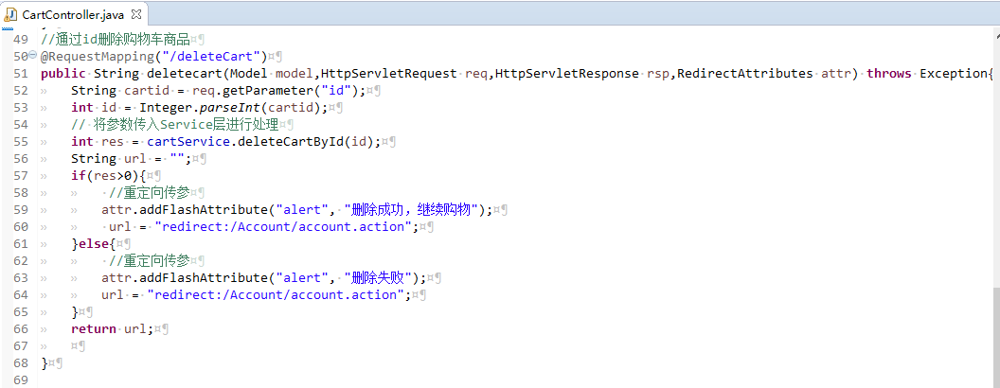 CartController.java
49 //通过id删除购物车商品
50 @RequestMapping("/deleteCart")
51 public String deletecart(Model model,HttpServletRequest req,HttpServletResponse rsp,RedirectAttributes attr) throws Exception{
52 String cartid = req.getParameter("id");
53 int id = Integer.parseInt(cartid);
54 // 将参数传入Service层进行处理
55 int res = cartService.deleteCartById(id);
56 String url = "";
57 if(res>0){
58 //重定向传参
59 attr.addFlashAttribute("alert", "删除成功，继续购物");
60 url = "redirect:/Account/account.action";
61 }else{
62 //重定向传参
63 attr.addFlashAttribute("alert", "删除失败");
64 url = "redirect:/Account/account.action";
65 }
66 return url;
67
68 }
69